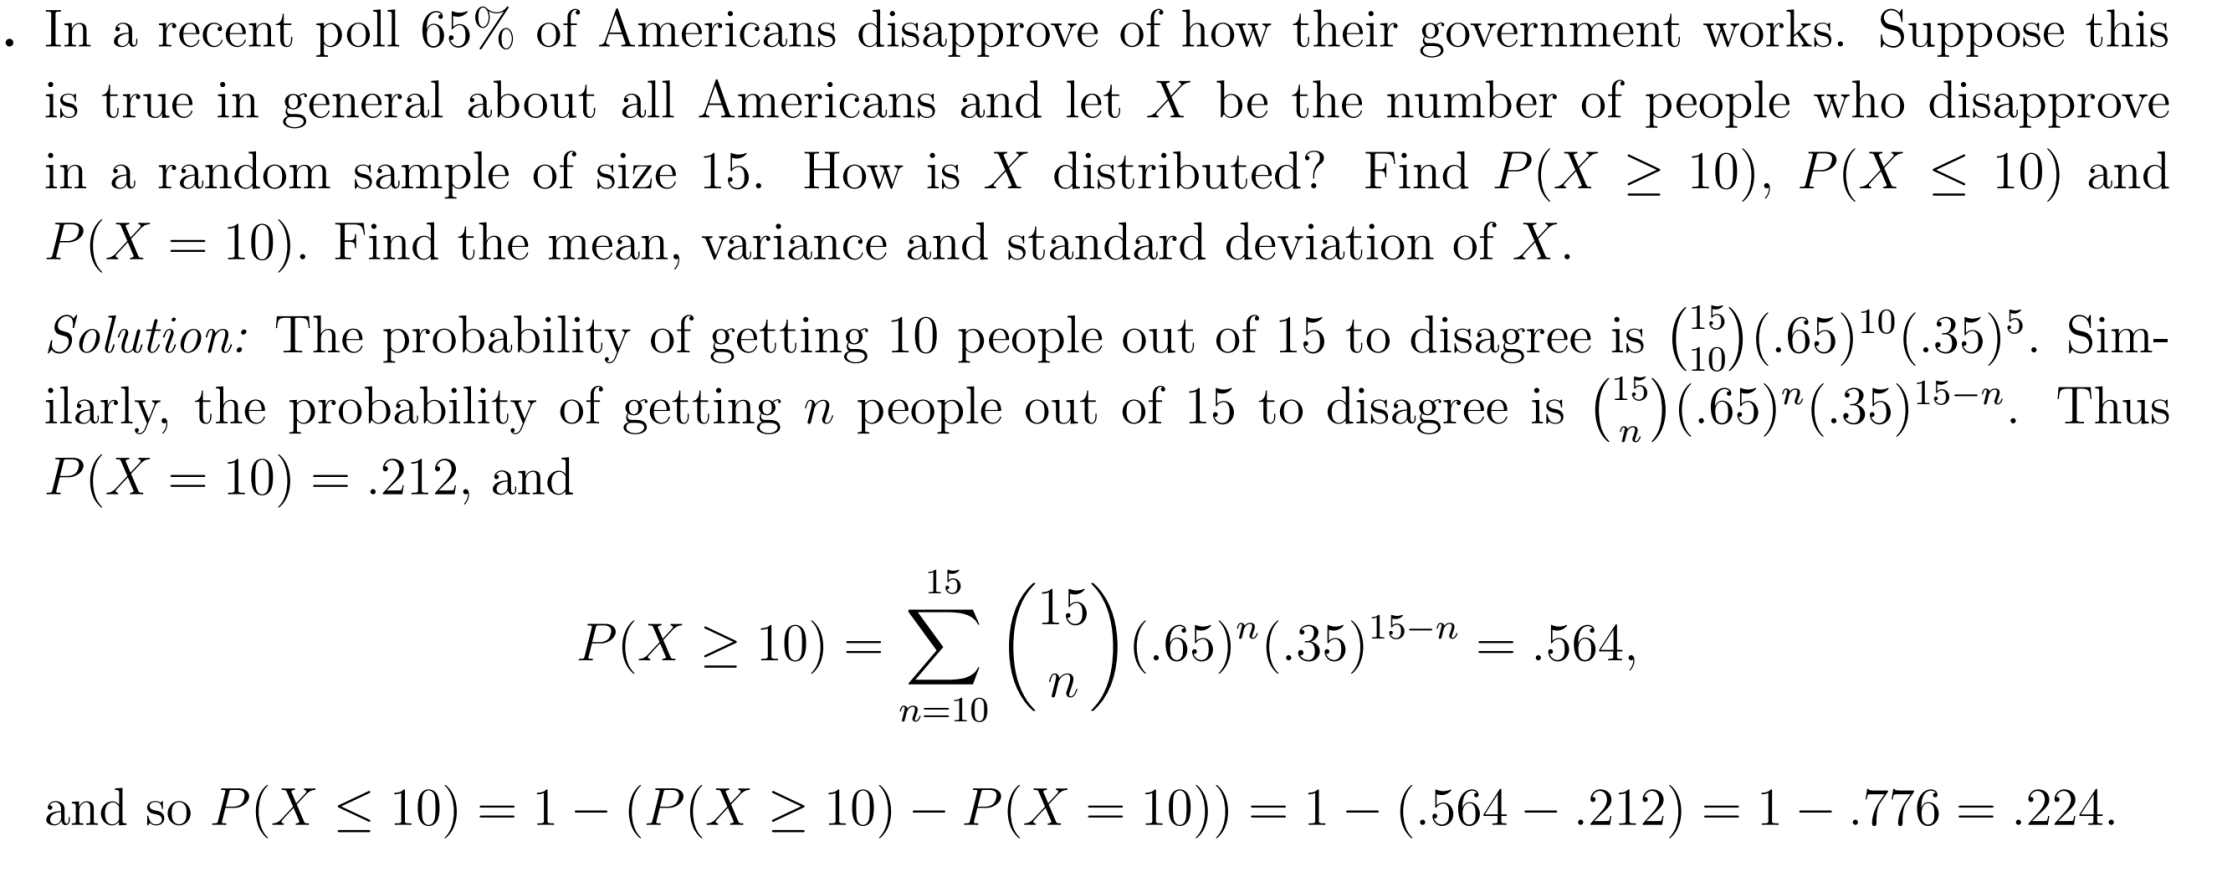 . In a recent poll 65% of Americans disapprove of how their government works. Suppose this
is true in general about all Americans and let X be the number of people who disapprove
in a random sample of size 15. How is X distributed? Find P(X ≥ 10), P(X ≤ 10) and
P(X = 10). Find the mean, variance and standard deviation of X.
Solution: The probability of getting 10 people out of 15 to disagree is \binom{15}{10}(.65)^{10}(.35)^5. Sim-
ilarly, the probability of getting n people out of 15 to disagree is \binom{15}{n}(.65)^n(.35)^{15−n}. Thus
P(X = 10) = .212, and
P(X ≥ 10) = \sum_{n=10}^{15} \binom{15}{n}(.65)^n(.35)^{15−n} = .564,
and so P(X ≤ 10) = 1 − (P(X ≥ 10) − P(X = 10)) = 1 − (.564 − .212) = 1 − .776 = .224.